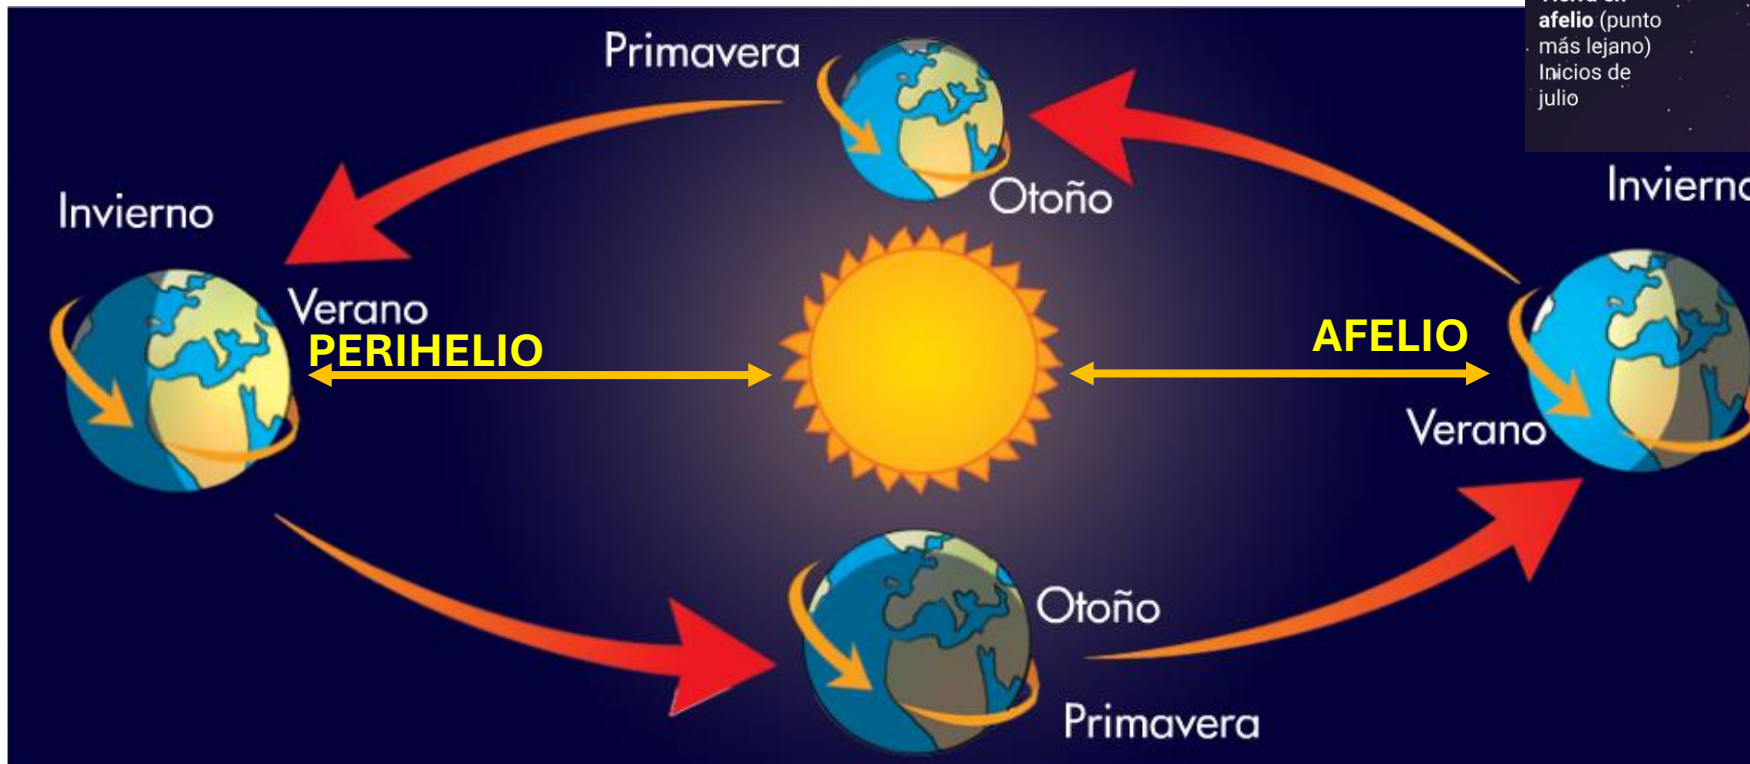 afelio (punto
más lejano)
Inicios de
julio
Primavera
Otoño
Invierno
Invierno
Verano
PERIHELIO
AFELIO
Verano
Otoño
Primavera